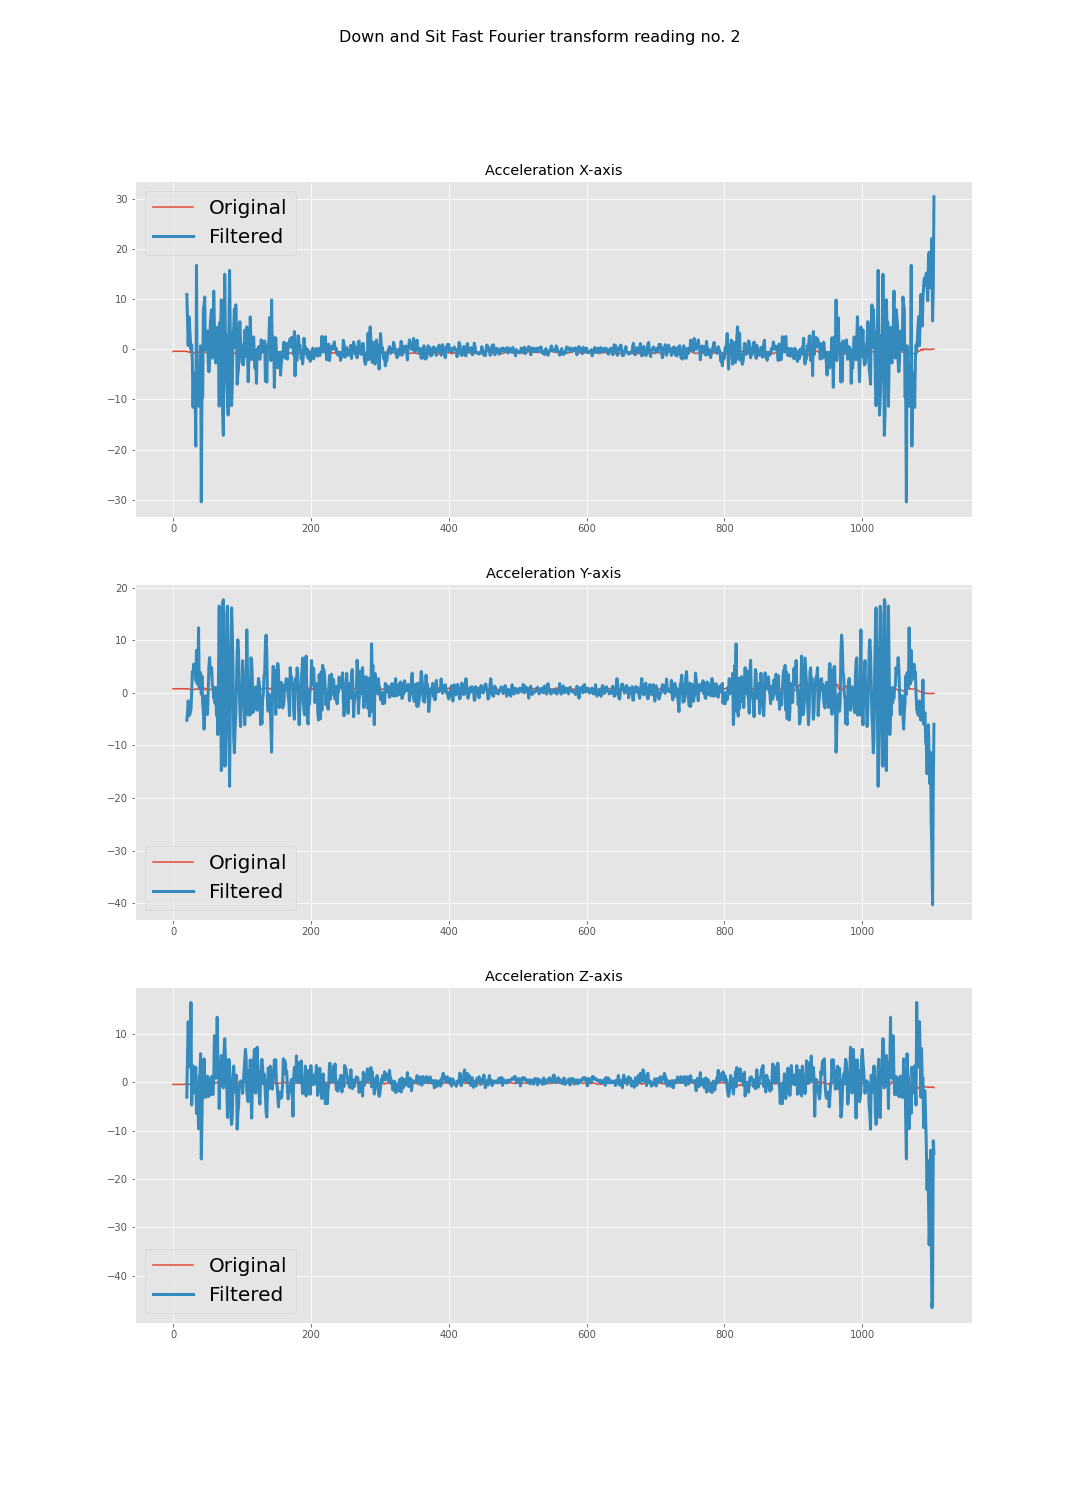 Down and Sit Fast Fourier transform reading no. 2
Acceleration X-axis
Original
Filtered
30
20
10
0
−10
−20
−30
0 200 400 600 800 1000
Acceleration Y-axis
20
10
0
−10
−20
−30
−40
Original
Filtered
0 200 400 600 800 1000
Acceleration Z-axis
10
0
−10
−20
−30
−40
Original
Filtered
0 200 400 600 800 1000